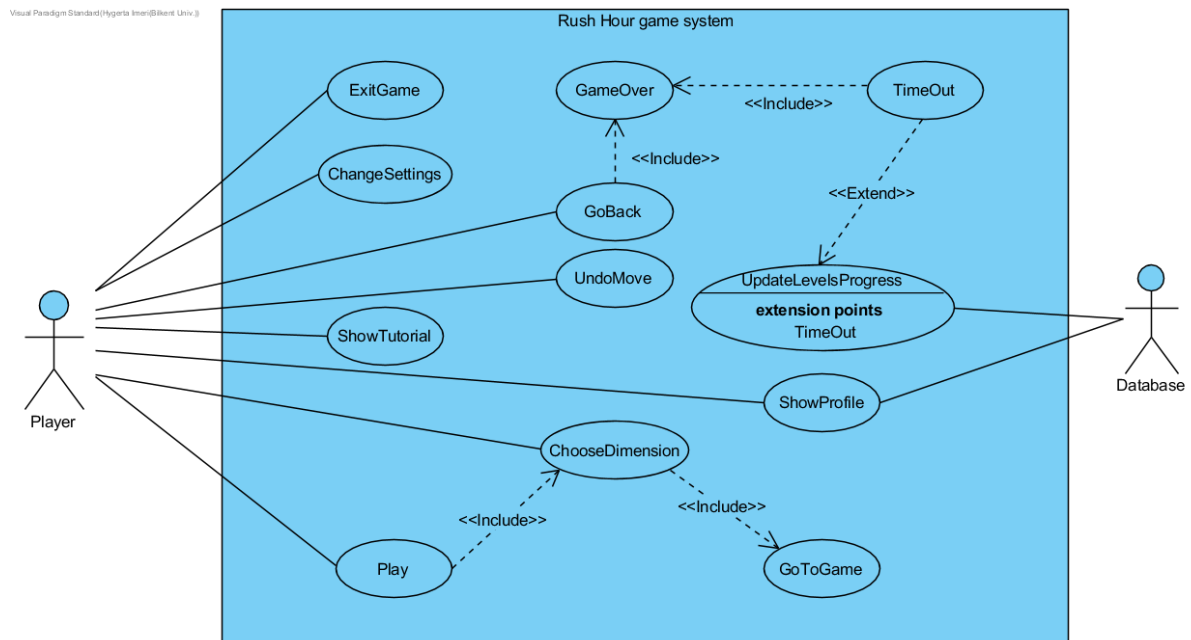 Visual Paradigm Standard(Hygerta Imeri(Bilkent Univ.))
Rush Hour game system
ExitGame
GameOver
<<Include>>
TimeOut
<<Include>>
ChangeSettings
<<Extend>>
GoBack
UndoMove
UpdateLevelsProgress
extension points
TimeOut
ShowTutorial
Database
ShowProfile
Player
ChooseDimension
<<Include>>
<<Include>>
Play
GoToGame